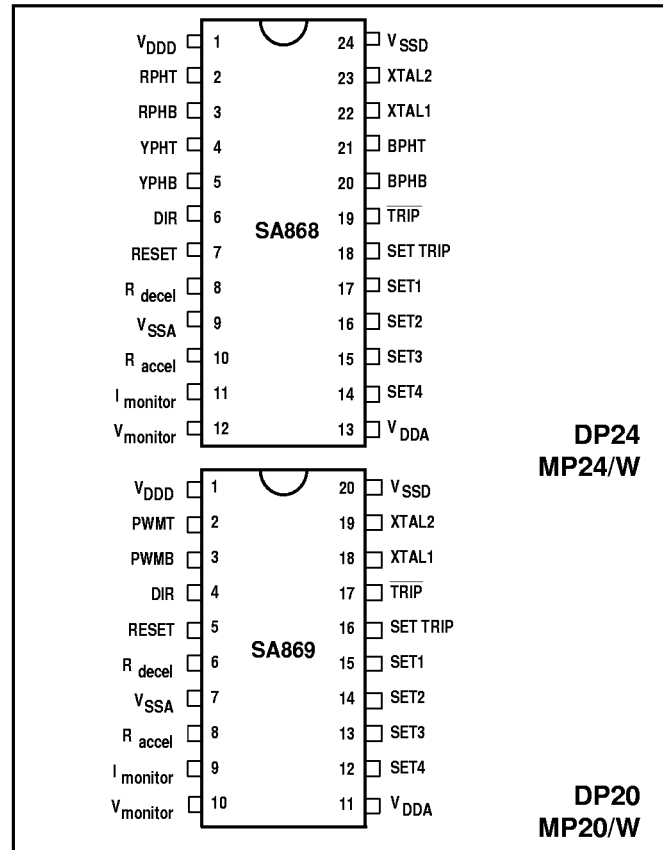 VDDD 1 24 VSSD
RPHT 2 23 XTAL2
RPHB 3 22 XTAL1
YPHT 4 21 BPHT
YPHB 5 20 BPHB
DIR 6 19 TRIP
SA868
RESET 7 18 SET TRIP
R decel 8 17 SET1
VSSA 9 16 SET2
R accel 10 15 SET3
I monitor 11 14 SET4
Vmonitor 12 13 VDDA
DP24
MP24/W
VDDD 1 20 VSSD
PWMT 2 19 XTAL2
PWMB 3 18 XTAL1
DIR 4 17 TRIP
RESET 5 16 SET TRIP
SA869
R decel 6 15 SET1
VSSA 7 14 SET2
R accel 8 13 SET3
I monitor 9 12 SET4
Vmonitor 10 11 VDDA
DP20
MP20/W